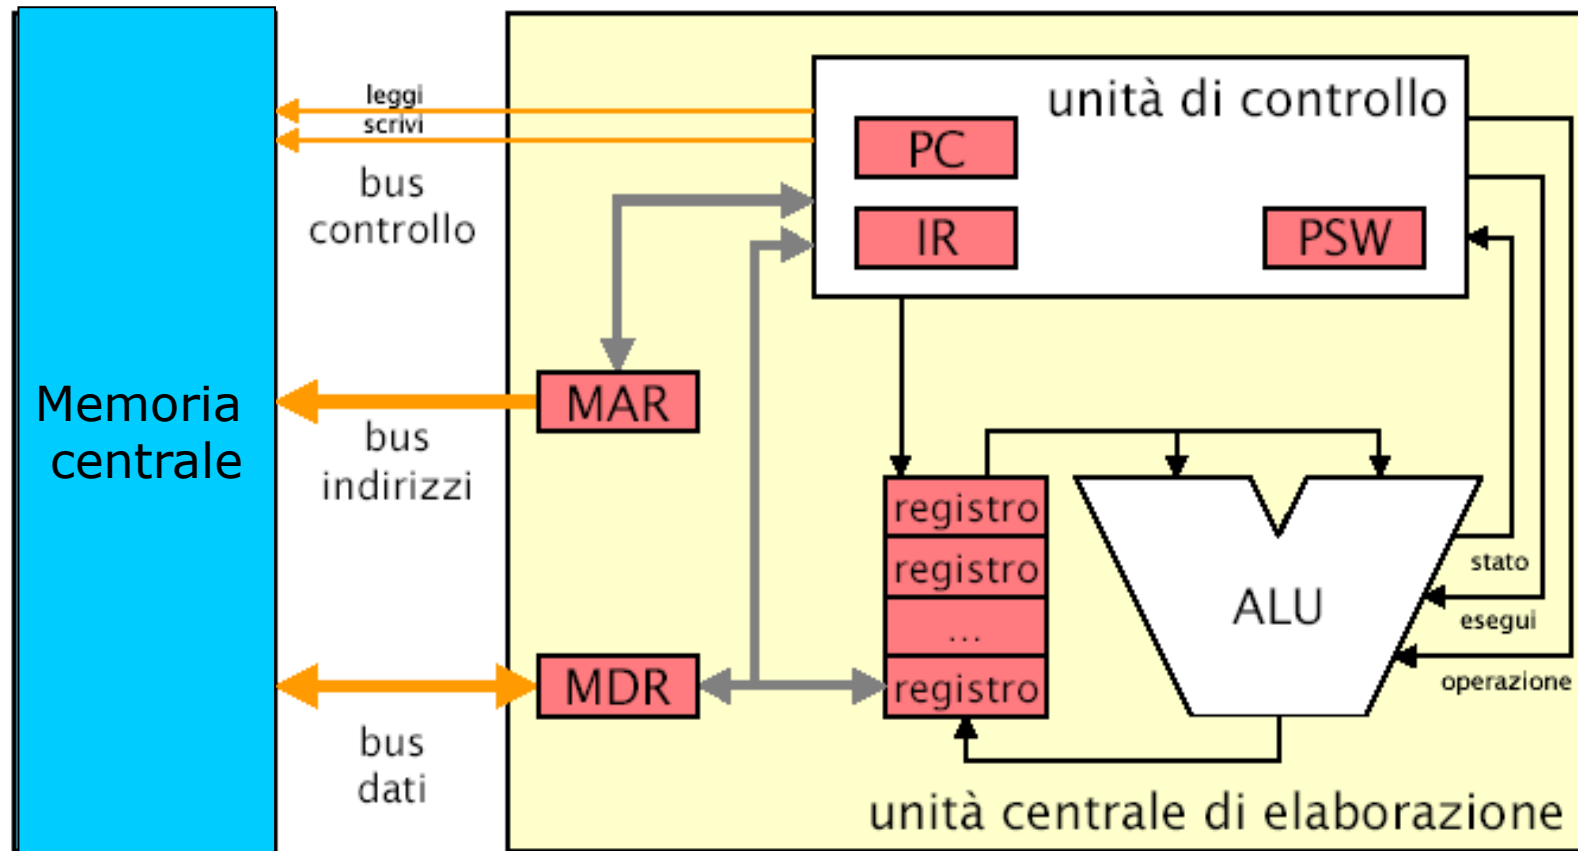 leggi
scrivi
bus
controllo
unità di controllo
PC
IR
PSW
Memoria
centrale
MAR
bus
indirizzi
registro
registro
...
registro
ALU
stato
esegui
operazione
MDR
bus
dati
unità centrale di elaborazione